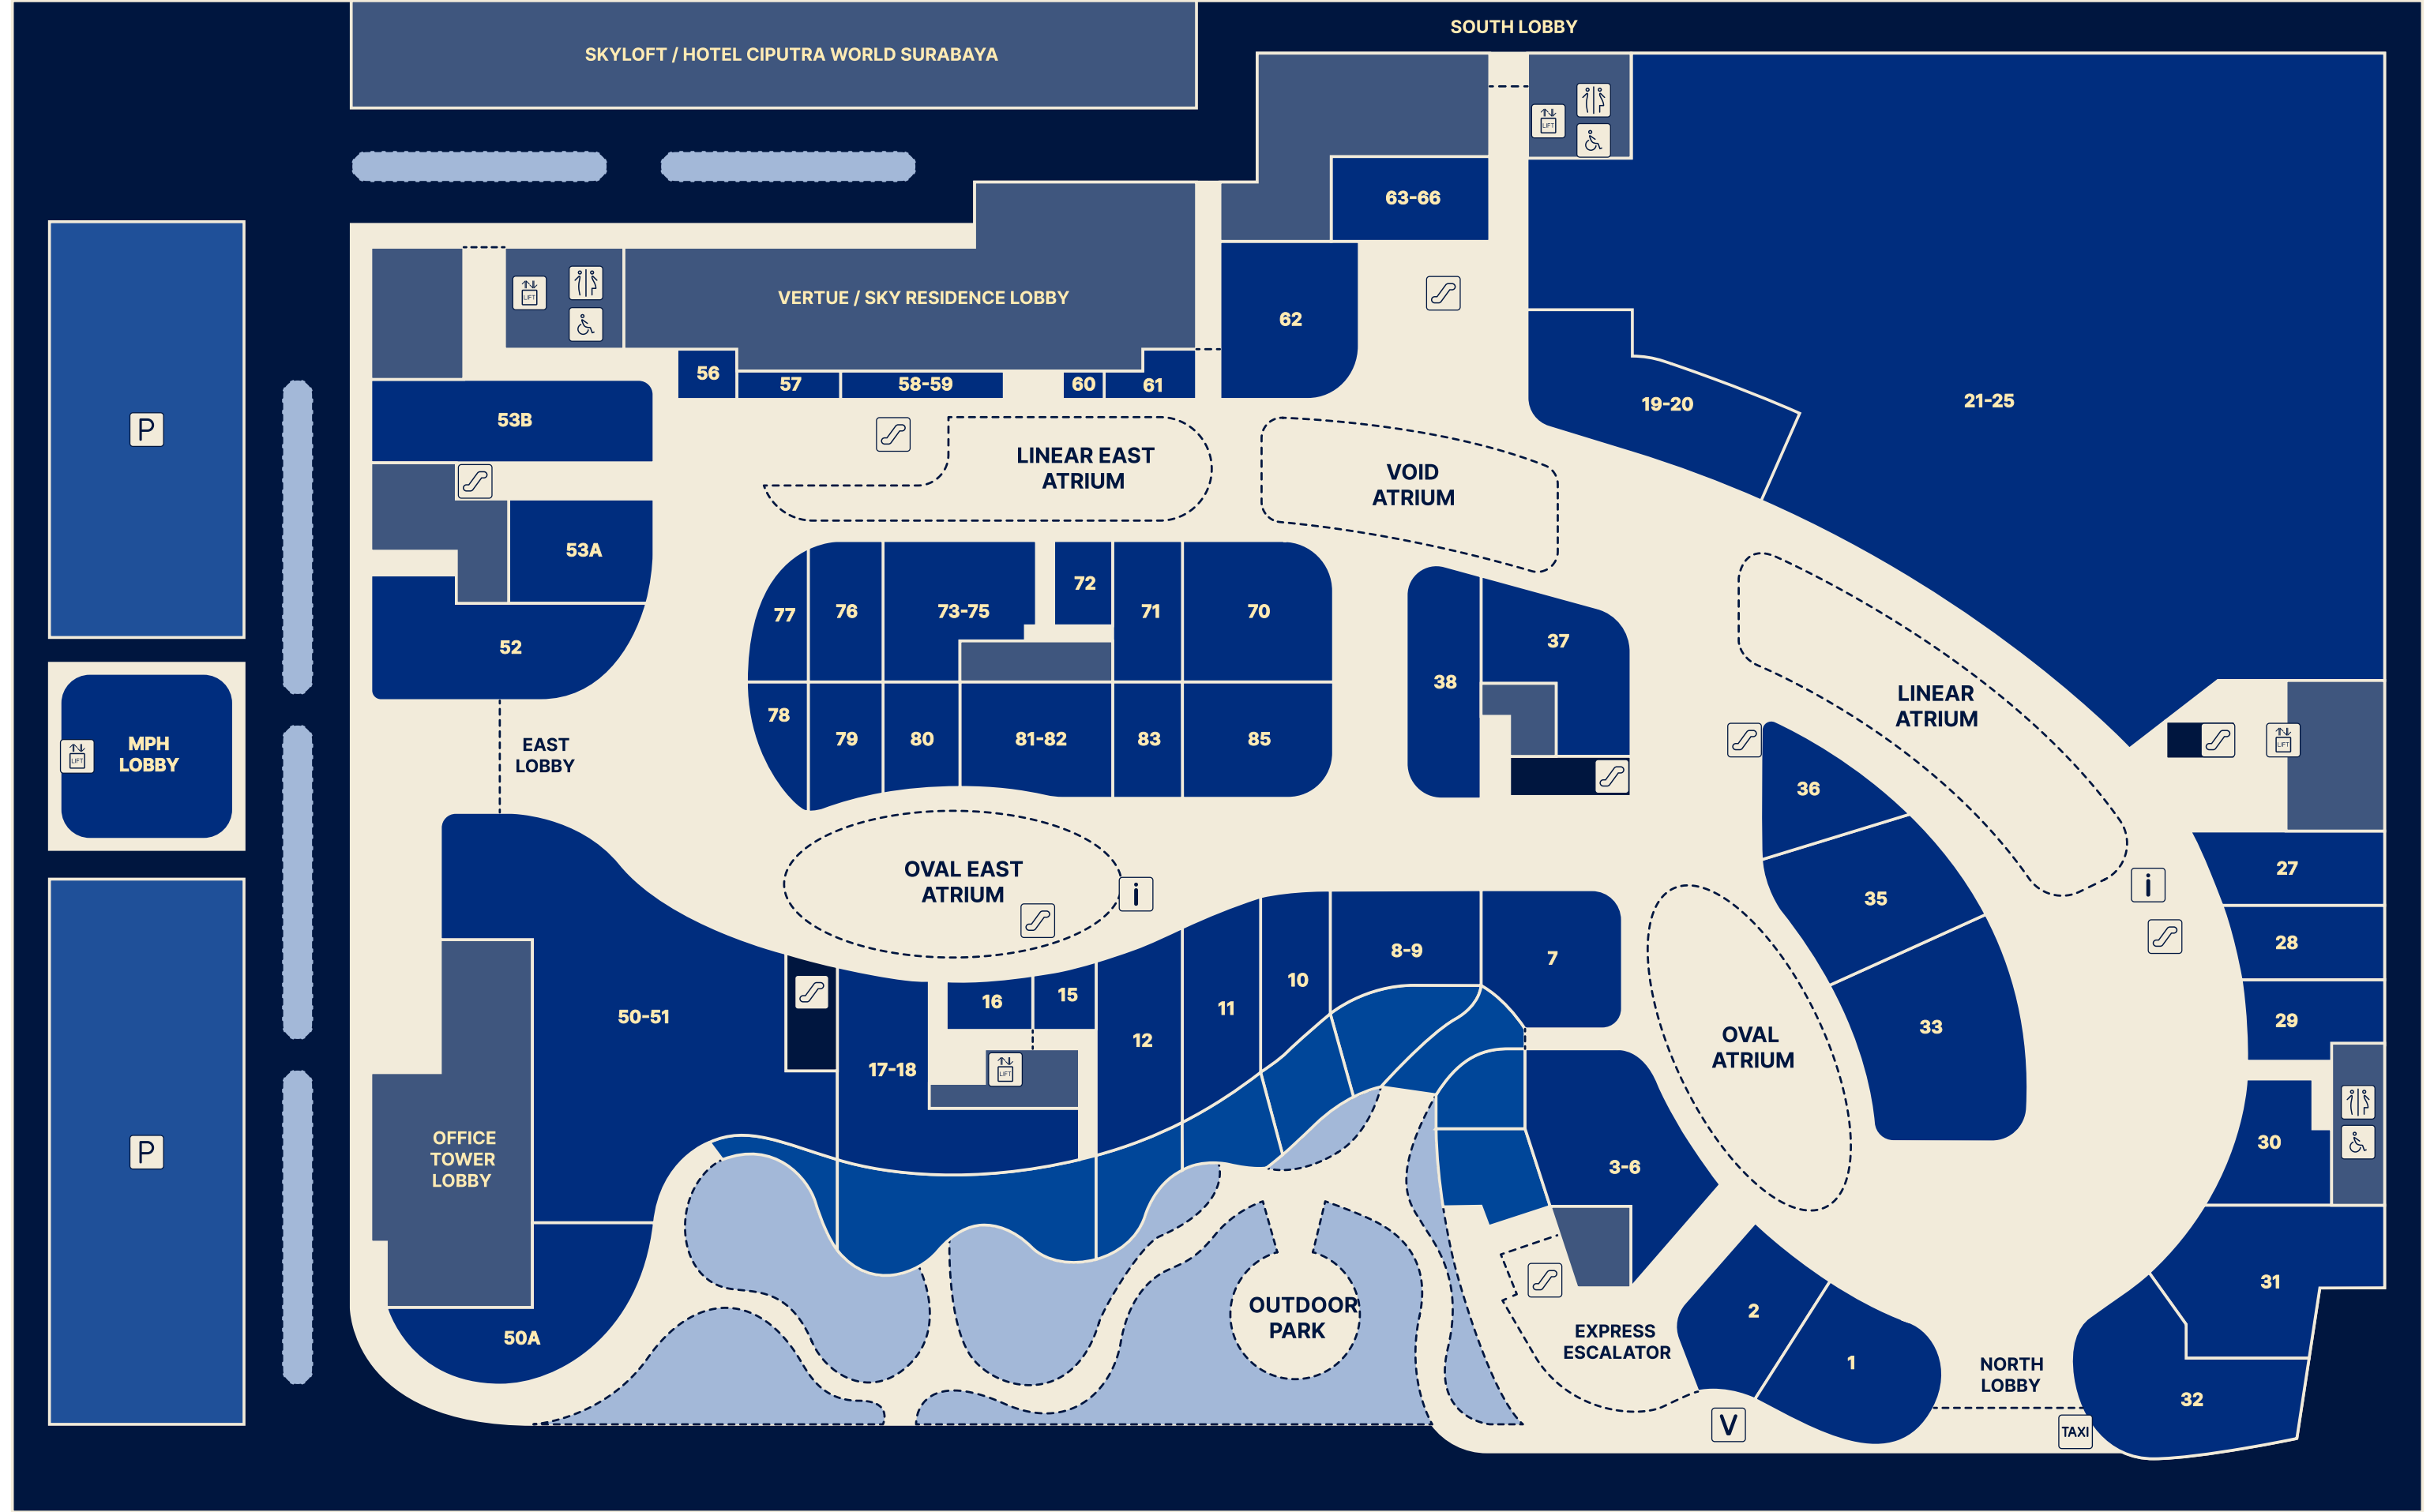 SOUTH LOBBY
SKYLOFT / HOTEL CIPUTRA WORLD SURABAYA
LIFT
63-66
LIFT
VERTUE / SKY RESIDENCE LOBBY
62
56
57
58-59
60
61
19-20
21-25
P
53B
LINEAR EAST
ATRIUM
VOID
ATRIUM
53A
52
77
76
73-75
72
71
70
37
38
LINEAR
ATRIUM
78
79
80
81-82
83
85
MPH
LOBBY
LIFT
EAST
LOBBY
LIFT
36
35
33
27
28
29
30
31
32
i
OVAL EAST
ATRIUM
i
8-9
7
10
11
12
15
16
17-18
LIFT
50-51
OVAL
ATRIUM
P
OFFICE
TOWER
LOBBY
3-6
50A
OUTDOOR
PARK
EXPRESS
ESCALATOR
2
1
NORTH
LOBBY
V
TAXI